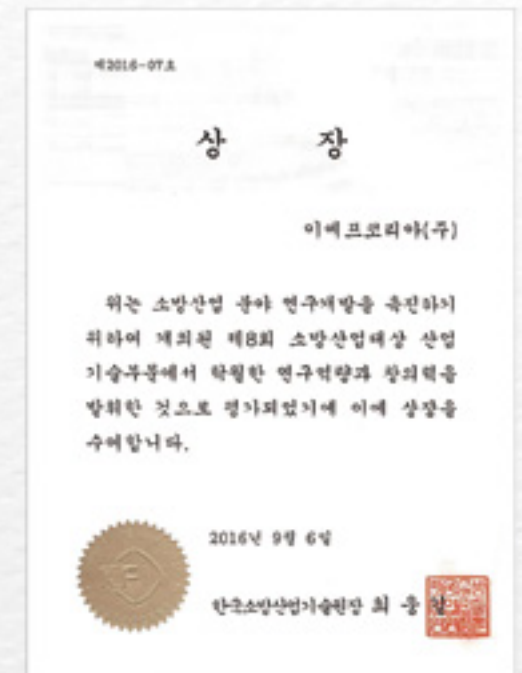 제2016-07호
상 장
이에프코리아(주)
위는 소방산업 분야 연구개발을 촉진하기
위하여 개최된 제8회 소방산업대상 산업
기술부문에서 탁월한 연구역량과 창의력을
발휘한 것으로 평가되었기에 이에 상장을
수여합니다.
2016년 9월 6일
한국소방산업기술원장 최 웅